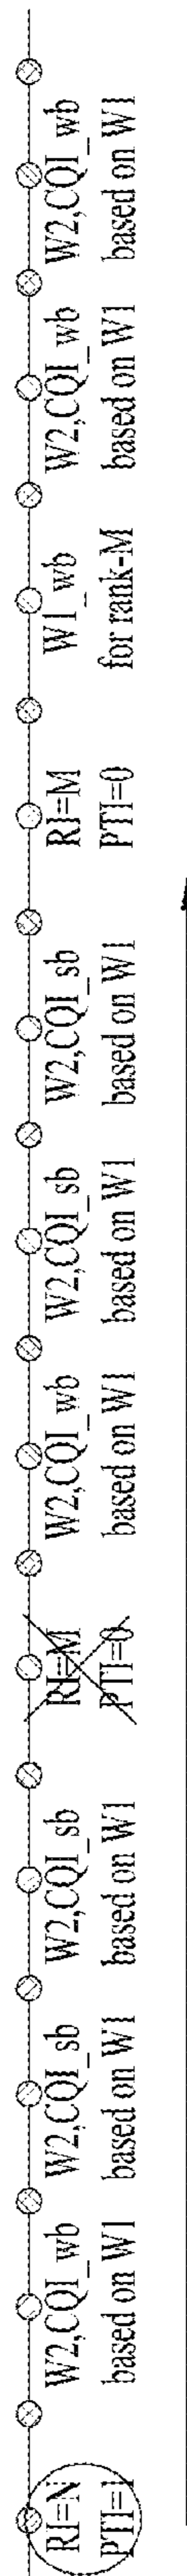 RI=N
PTI=1
W2,CQI_wb
based on W1
W2,CQI_sb
based on W1
W2,CQI_sb
based on W1
RI=M
PTI=0
W2,CQI_wb
based on W1
W2,CQI_sb
based on W1
W2,CQI_sb
based on W1
RI=M
PTI=0
W1_wb
for rank-M
W2,CQI_wb
based on W1
W2,CQI_wb
based on W1